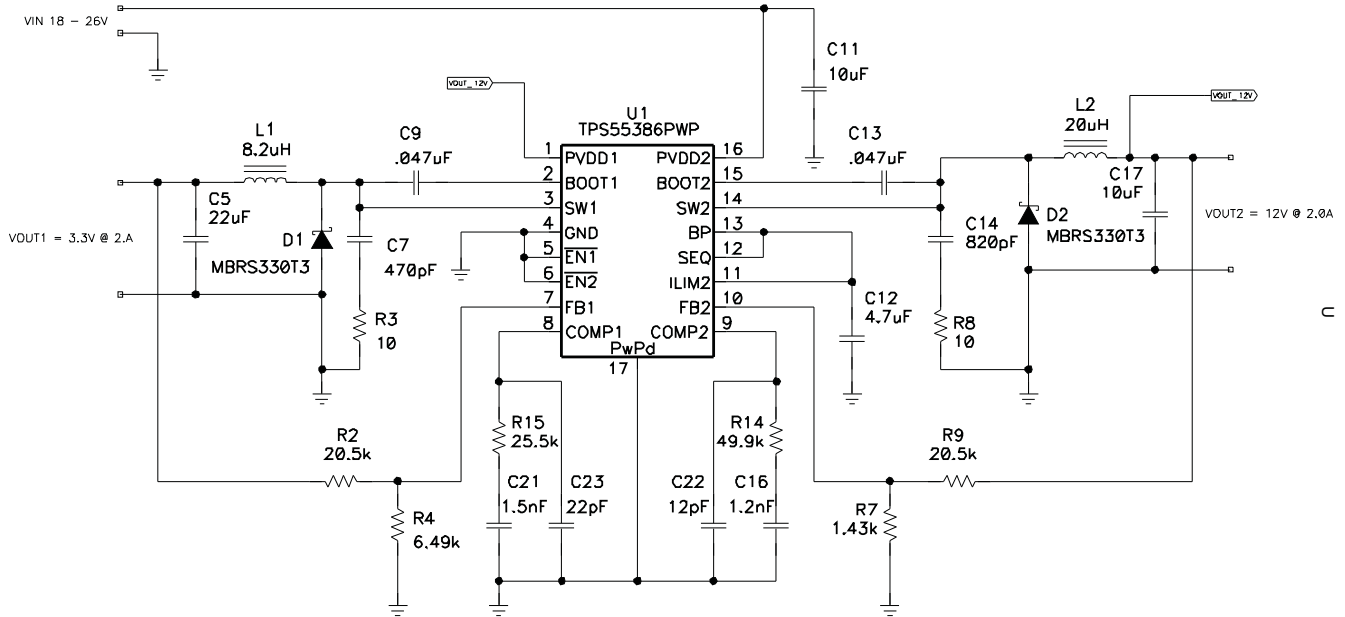 VIN 18 - 26V
C11
10uF
VOUT_12V
U1
TPS55386PWP
VOUT_12V
L1
8.2uH
C9
.047uF
C13
.047uF
L2
20uH
1 PVDD1 PVDD2 16
2 BOOT1 BOOT2 15
3 SW1 SW2 14
4 GND BP 13
5 EN1 SEQ 12
6 EN2 ILIM2 11
7 FB1 FB2 10
8 COMP1 COMP2 9
PwPd
17
C5
22uF
VOUT1 = 3.3V @ 2.A
D1
MBRS330T3
C7
470pF
R3
10
C17
10uF
VOUT2 = 12V @ 2.0A
C14
820pF
D2
MBRS330T3
C12
4.7uF
R8
10
U
R2
20.5k
R4
6.49k
R15
25.5k
C21
1.5nF
C23
22pF
R14
49.9k
C22
12pF
C16
1.2nF
R9
20.5k
R7
1.43k